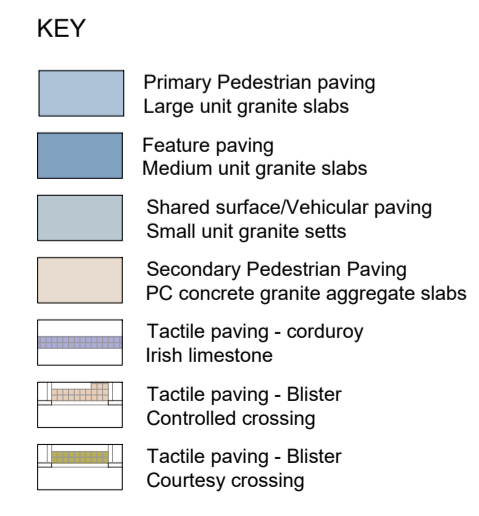 KEY
Primary Pedestrian paving
Large unit granite slabs
Feature paving
Medium unit granite slabs
Shared surface/Vehicular paving
Small unit granite setts
Secondary Pedestrian Paving
PC concrete granite aggregate slabs
Tactile paving - corduroy
Irish limestone
Tactile paving - Blister
Controlled crossing
Tactile paving - Blister
Courtesy crossing